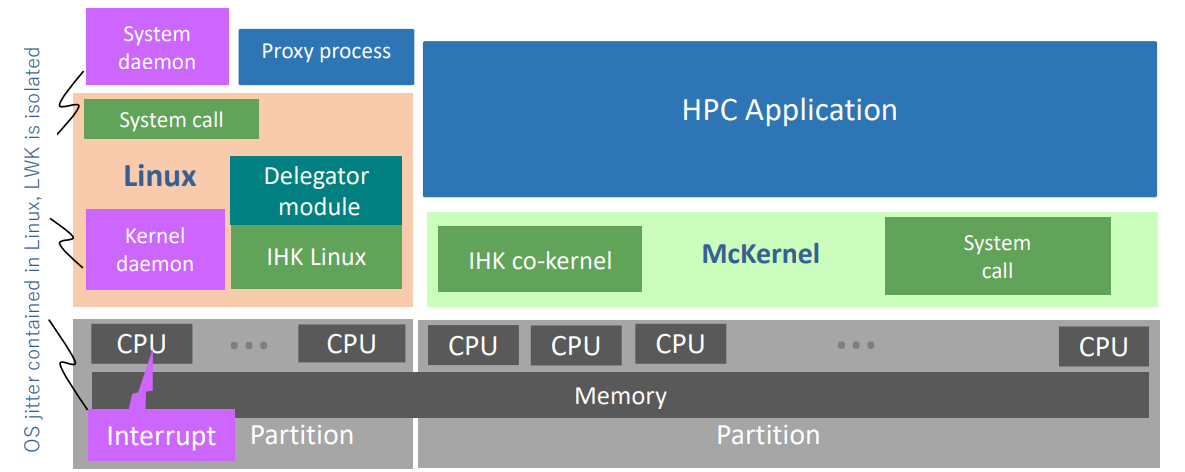 OS jitter contained in Linux, LWK is isolated
System
daemon
Proxy process
HPC Application
System call
Linux
Delegator
module
Kernel
daemon
IHK Linux
IHK co-kernel
McKernel
System
call
CPU
...
CPU
CPU
CPU
CPU
...
CPU
Memory
Interrupt
Partition
Partition